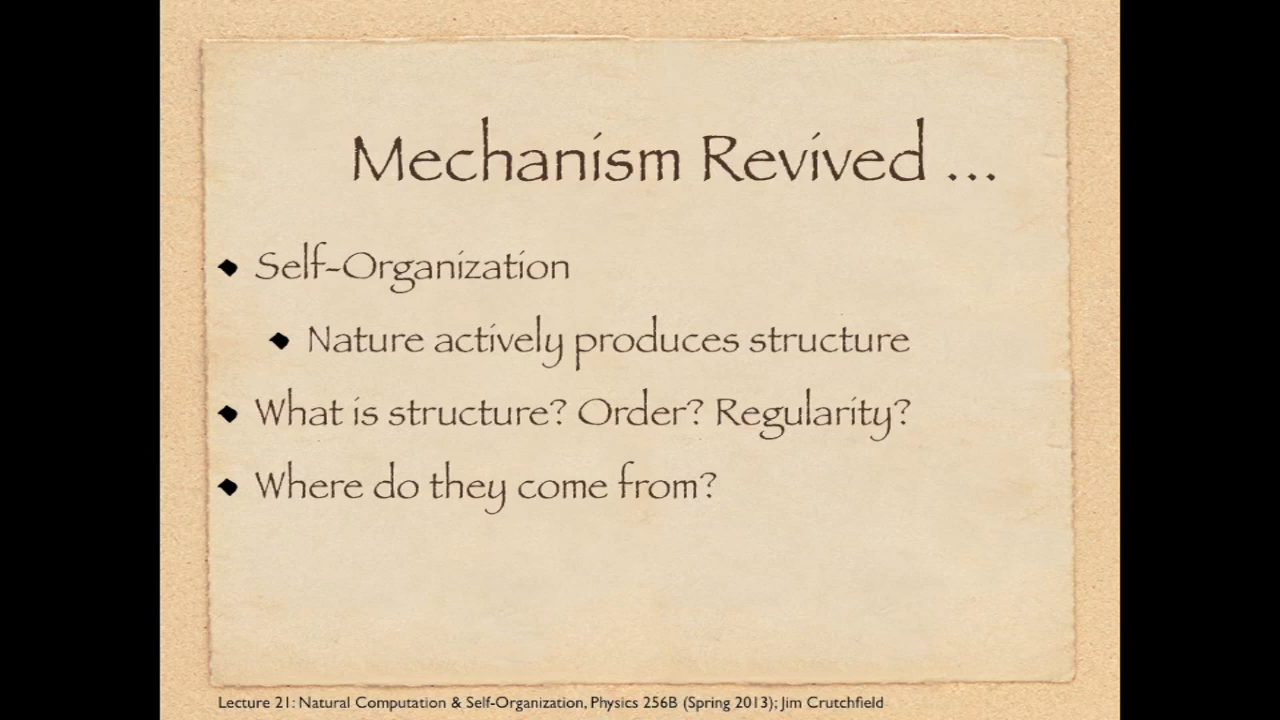 Mechanism Revived ...
Self-Organization
Nature actively produces structure
What is structure? Order? Regularity?
Where do they come from?
Lecture 21: Natural Computation & Self-Organization, Physics 256B (Spring 2013); Jim Crutchfield